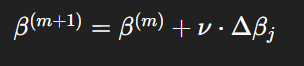 β^(m+1) = β^(m) + ν · Δβ_j